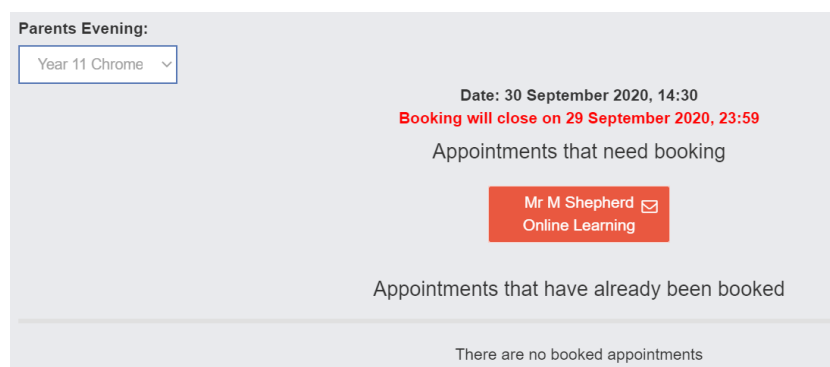 Parents Evening:
Year 11 Chrome
Date: 30 September 2020, 14:30
Booking will close on 29 September 2020, 23:59
Appointments that need booking
Mr M Shepherd
Online Learning
Appointments that have already been booked
There are no booked appointments